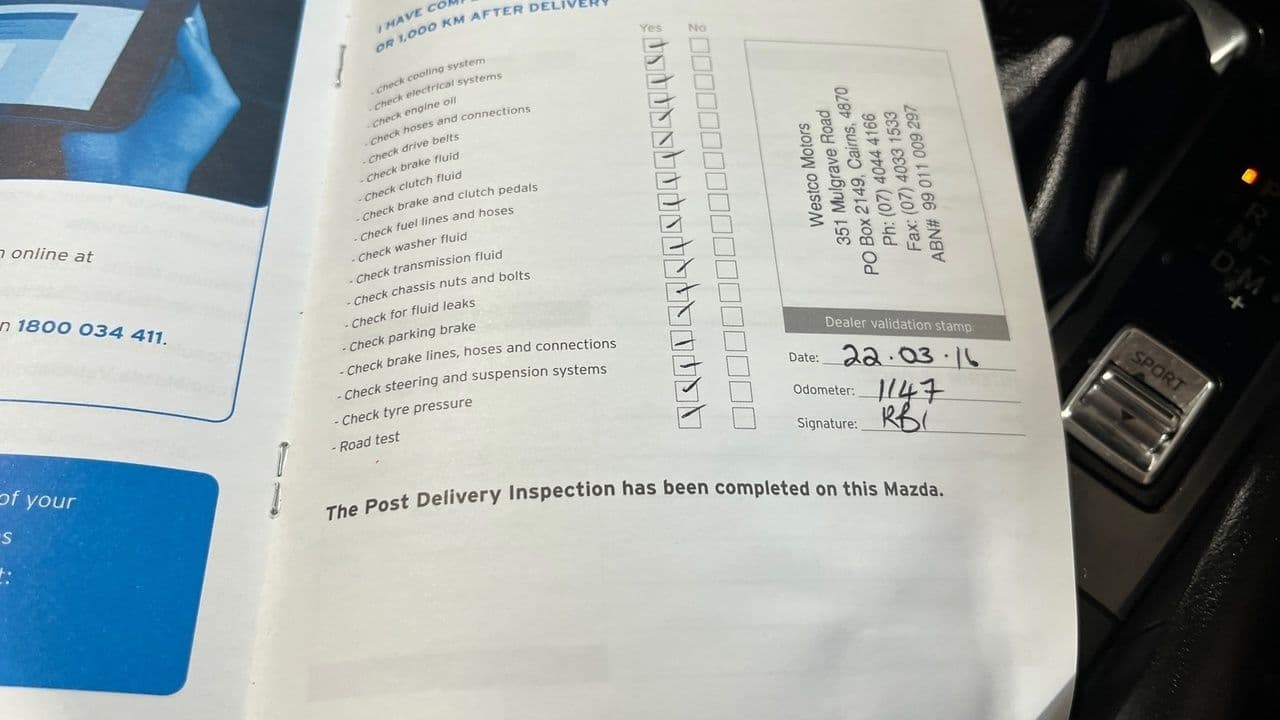 n online at
n 1800 034 411.
of your
s
t:
I HAVE COMP
OR 1,000 KM AFTER DELIVERY
Yes No
- Check cooling system
- Check electrical systems
- Check engine oil
- Check hoses and connections
- Check drive belts
- Check brake fluid
- Check clutch fluid
- Check brake and clutch pedals
- Check fuel lines and hoses
- Check washer fluid
- Check transmission fluid
- Check chassis nuts and bolts
- Check for fluid leaks
- Check parking brake
- Check brake lines, hoses and connections
- Check steering and suspension systems
- Check tyre pressure
- Road test
Westco Motors
351 Mulgrave Road
PO Box 2149, Cairns, 4870
Ph: (07) 4044 4166
Fax: (07) 4033 1533
ABN# 99 011 009 297
Dealer validation stamp
Date: 22.03.16
Odometer: 1147
Signature:
The Post Delivery Inspection has been completed on this Mazda.
R
N
D-M
+
SPORT